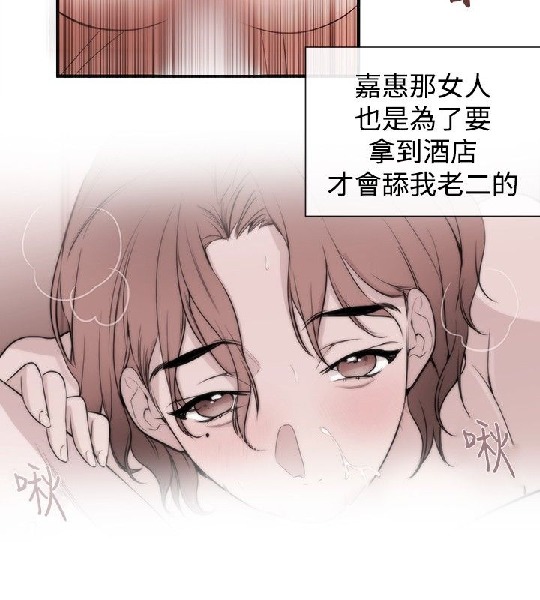 嘉惠那女人
也是為了要
拿到酒店
才會舔我老二的
啾
啾